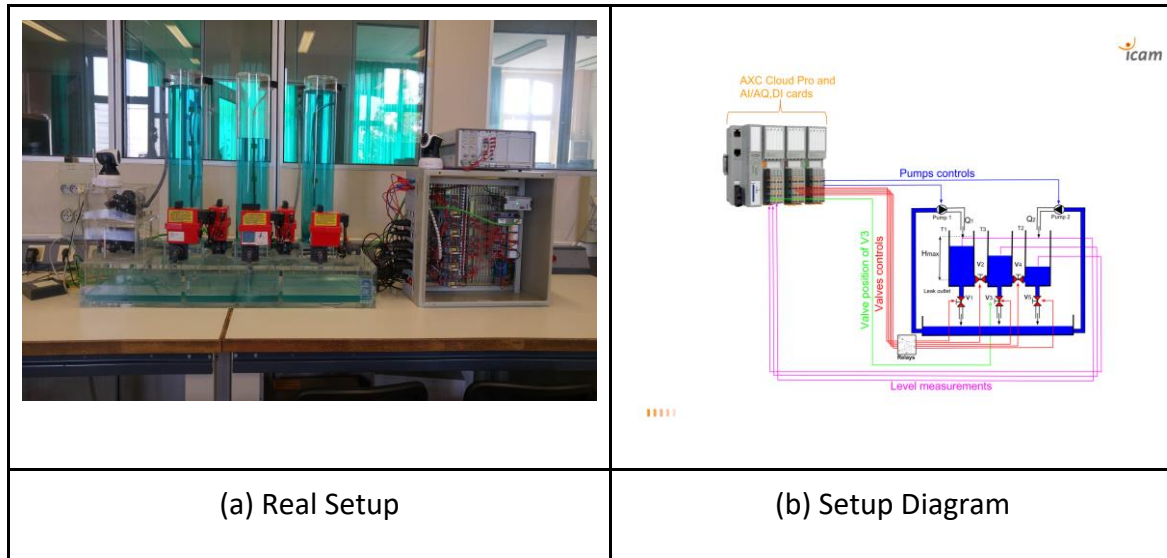 icam
AXC Cloud Pro and
AI/AQ,DI cards
Pumps controls
Pump 1
Q1
Q2
Pump 2
T1
T3
T2
Hmax
V2
V4
Leak outlet
V1
V3
V5
Valve position of V3
Valves controls
Relays
Level measurements
(a) Real Setup
(b) Setup Diagram